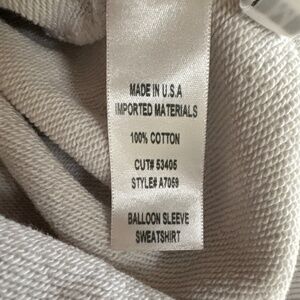 MADE IN U.S.A
IMPORTED MATERIALS
100% COTTON
CUT# 53405
STYLE# A7059
BALLOON SLEEVE
SWEATSHIRT